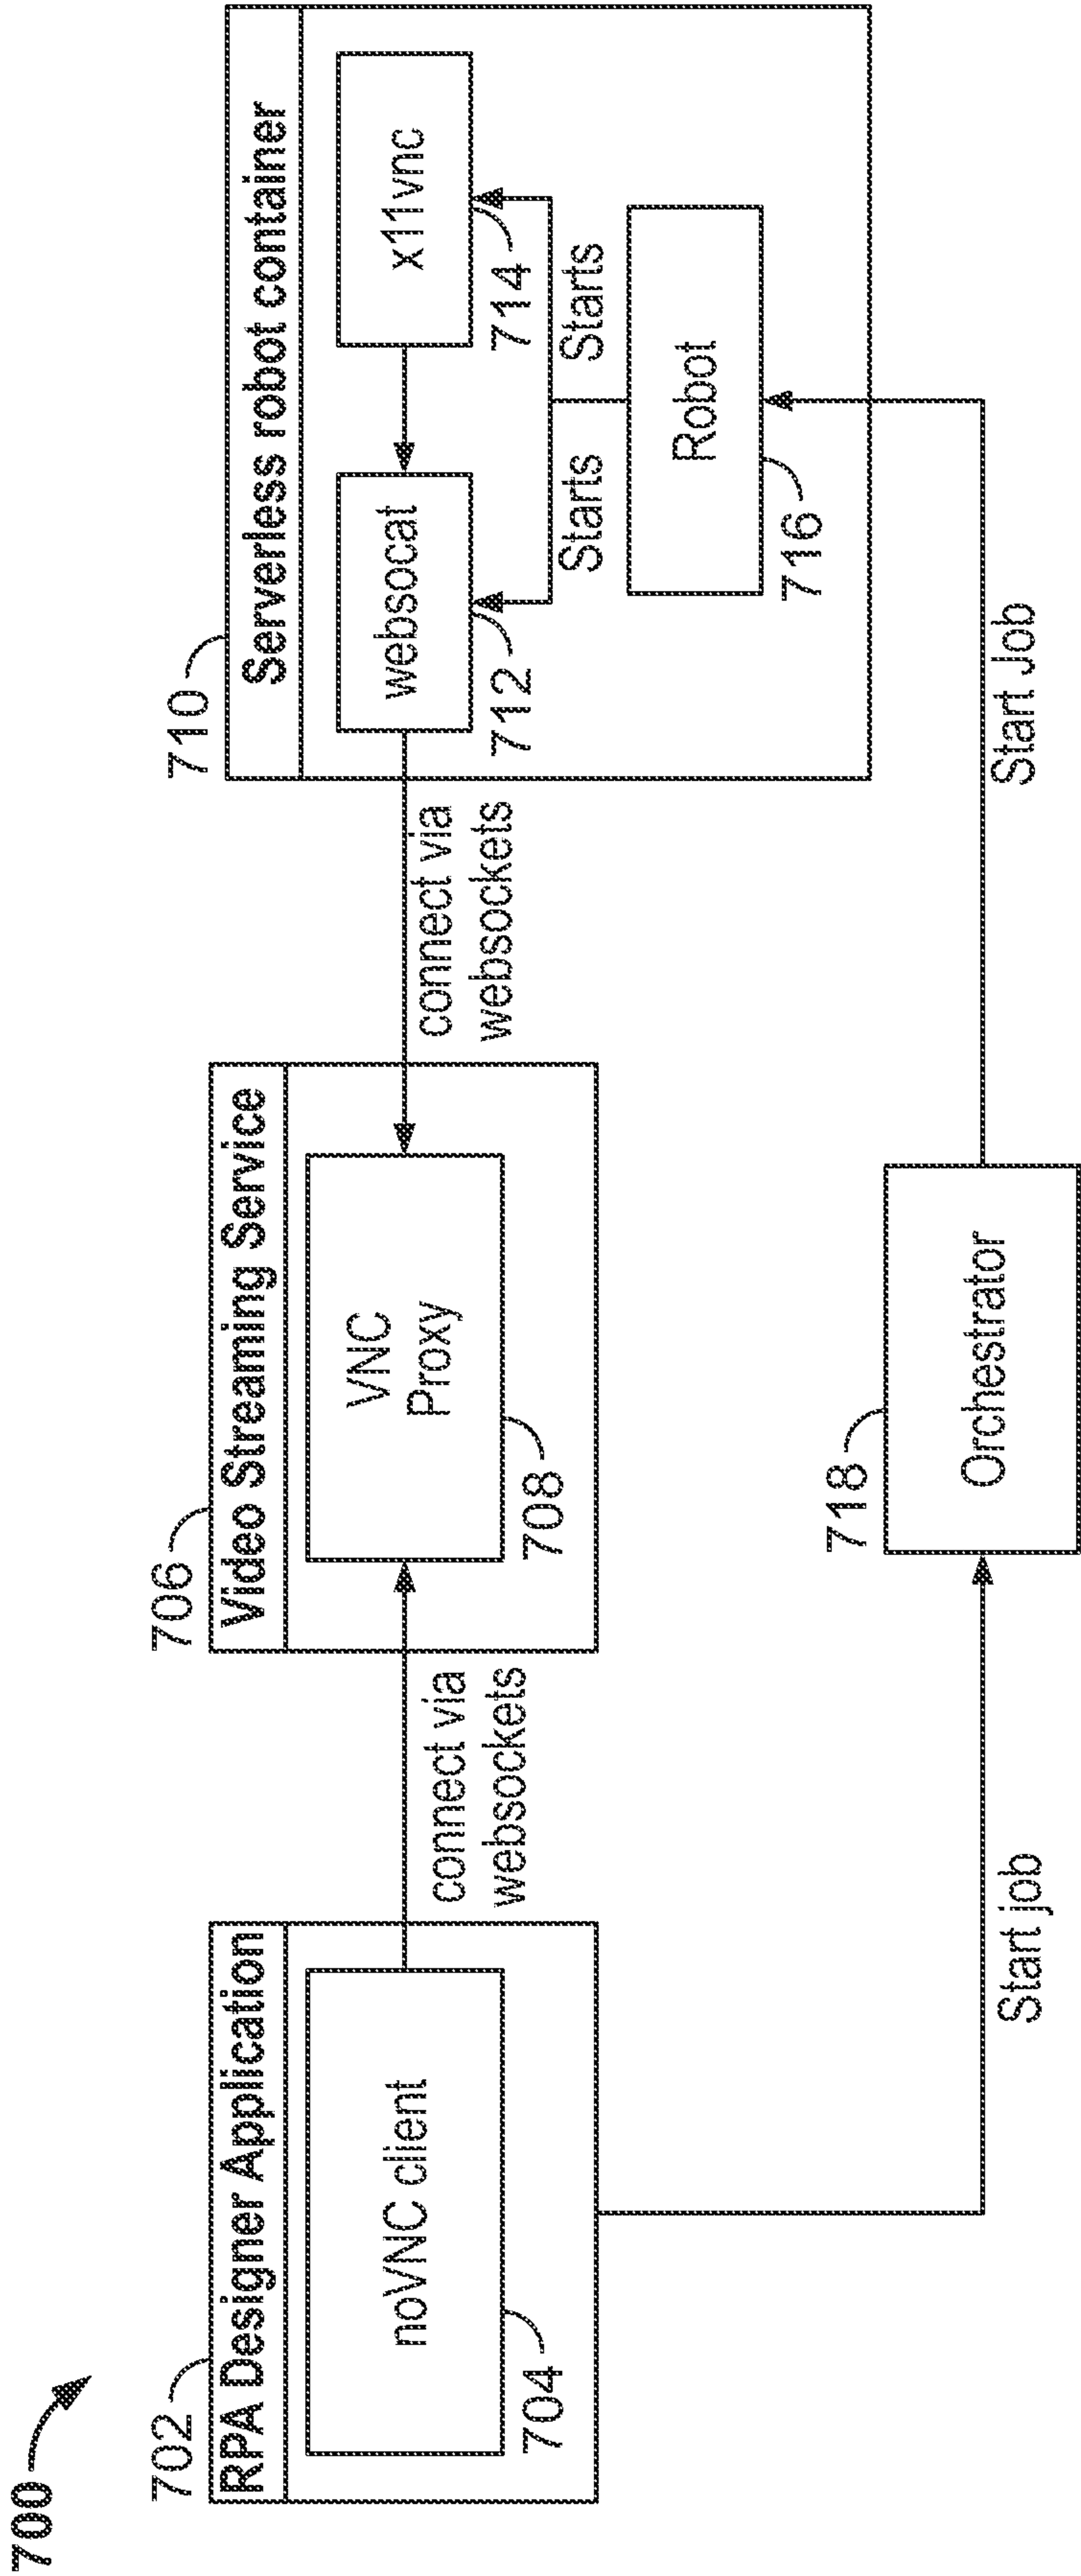 700
702
RPA Designer Application
noVNC client
704
connect via
websockets
706
Video Streaming Service
VNC
Proxy
708
connect via
websockets
710
Serverless robot container
websocat
712
x11vnc
714
Starts
Starts
Robot
716
Start job
718
Orchestrator
Start Job